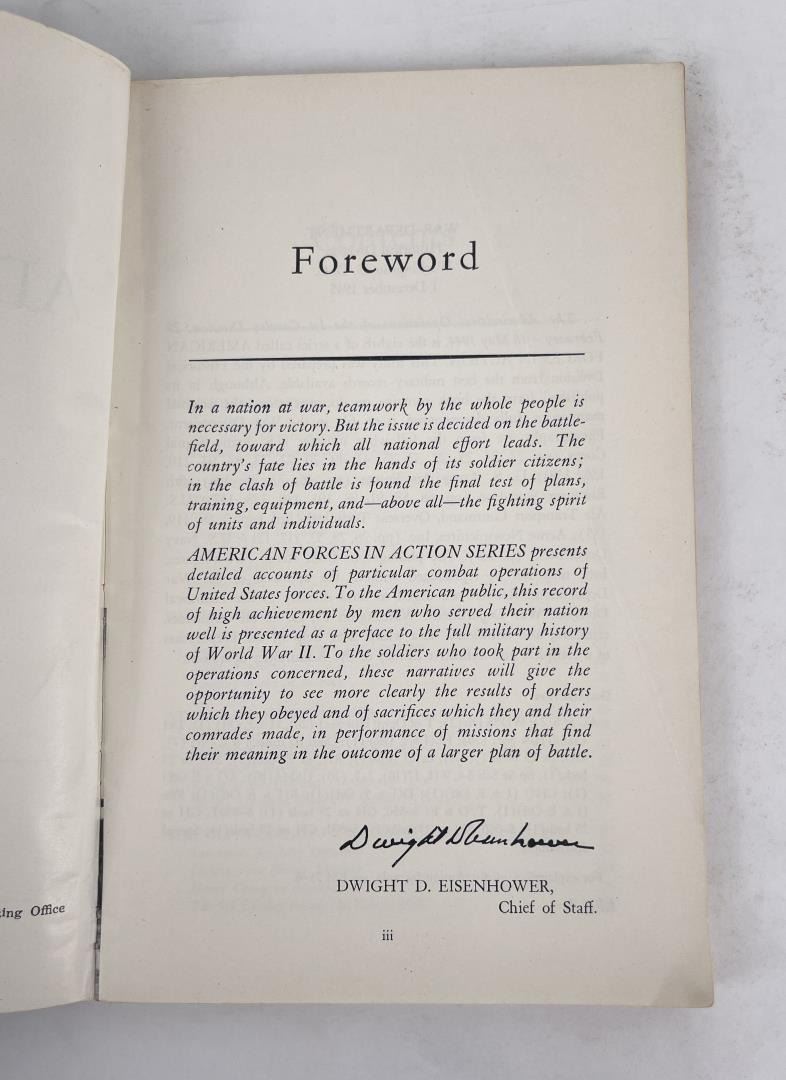 Foreword
In a nation at war, teamwork by the whole people is
necessary for victory. But the issue is decided on the battle-
field, toward which all national effort leads. The
country's fate lies in the hands of its soldier citizens;
in the clash of battle is found the final test of plans,
training, equipment, and—above all—the fighting spirit
of units and individuals.
AMERICAN FORCES IN ACTION SERIES presents
detailed accounts of particular combat operations of
United States forces. To the American public, this record
of high achievement by men who served their nation
well is presented as a preface to the full military history
of World War II. To the soldiers who took part in the
operations concerned, these narratives will give the
opportunity to see more clearly the results of orders
which they obeyed and of sacrifices which they and their
comrades made, in performance of missions that find
their meaning in the outcome of a larger plan of battle.
Dwight D Eisenhower
DWIGHT D. EISENHOWER,
Chief of Staff.
iii
ing Office